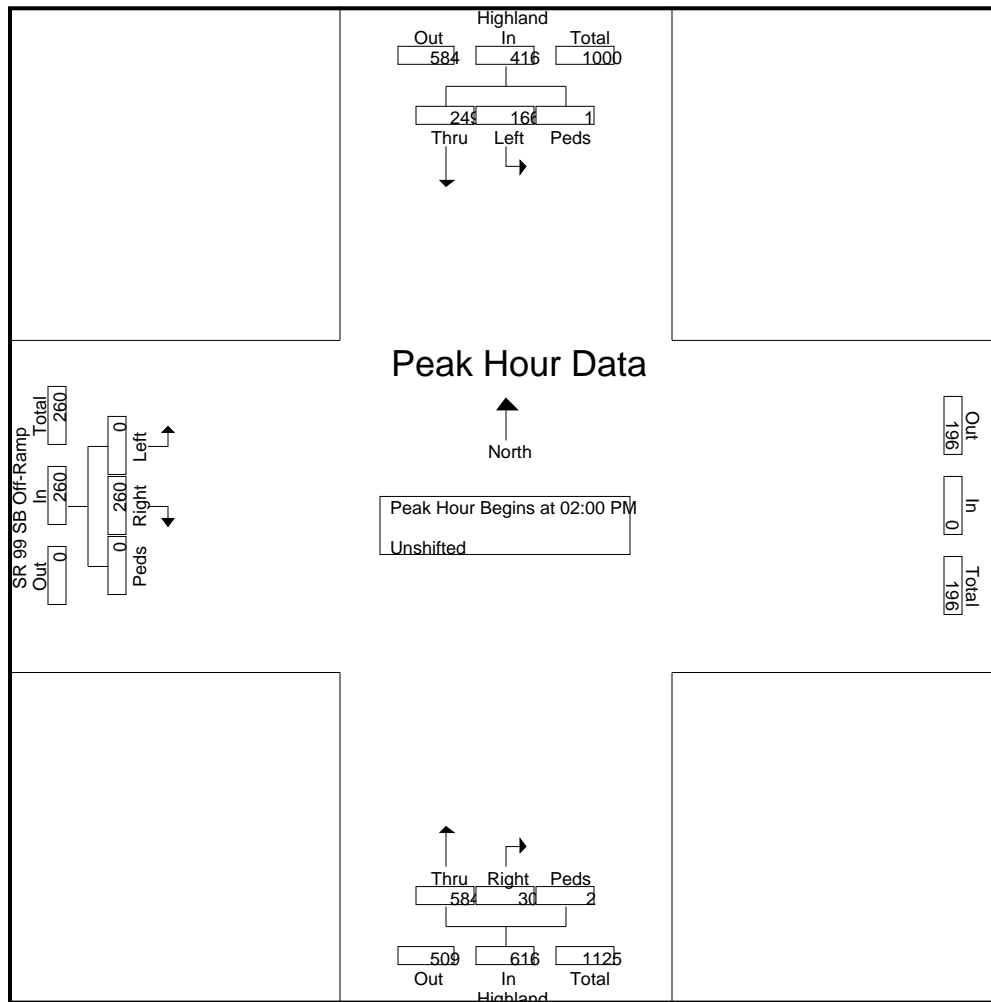 Highland
Out In Total
584 416 1000
249 166 1
Thru Left Peds
Peak Hour Data
North
Peak Hour Begins at 02:00 PM
Unshifted
SR 99 SB Off-Ramp
Out In Total
0 260 260
0 260 0
Peds Right Left
Out In Total
196 0 196
Thru Right Peds
584 30 2
509 616 1125
Out In Total
Highland